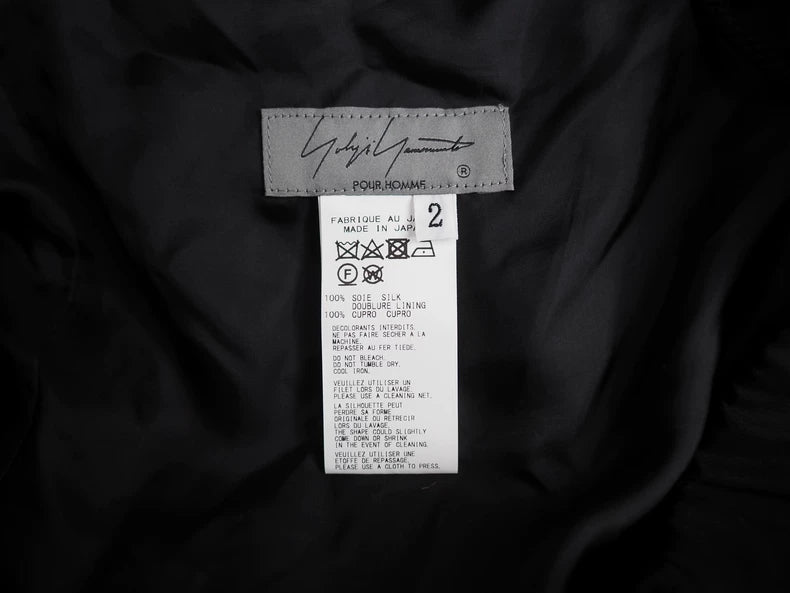 Yohji Yamamoto
®
POUR HOMME
2
FABRIQUE AU
MADE IN
F
W
100% SOIE SILK
DOUBLURE LINING
100% CUPRO CUPRO
DECOLORANTS INTERDITS.
NE PAS FAIRE SECHER A LA
MACHINE.
REPASSER AU FER TIEDE.
DO NOT BLEACH.
DO NOT TUMBLE DRY.
COOL IRON.
VEUILLEZ UTILISER UN
FILET LORS DU LAVAGE.
PLEASE USE A CLEANING NET.
LA SILHOUETTE PEUT
PERDRE SA FORME
ORIGINALE OU RETRECIR
LORS DU LAVAGE.
THE SHAPE COULD SLIGHTLY
COME DOWN OR SHRINK
IN THE EVENT OF CLEANING.
VEUILLEZ UTILISER UNE
ETOFFE DE REPASSAGE.
PLEASE USE A CLOTH TO PRESS.